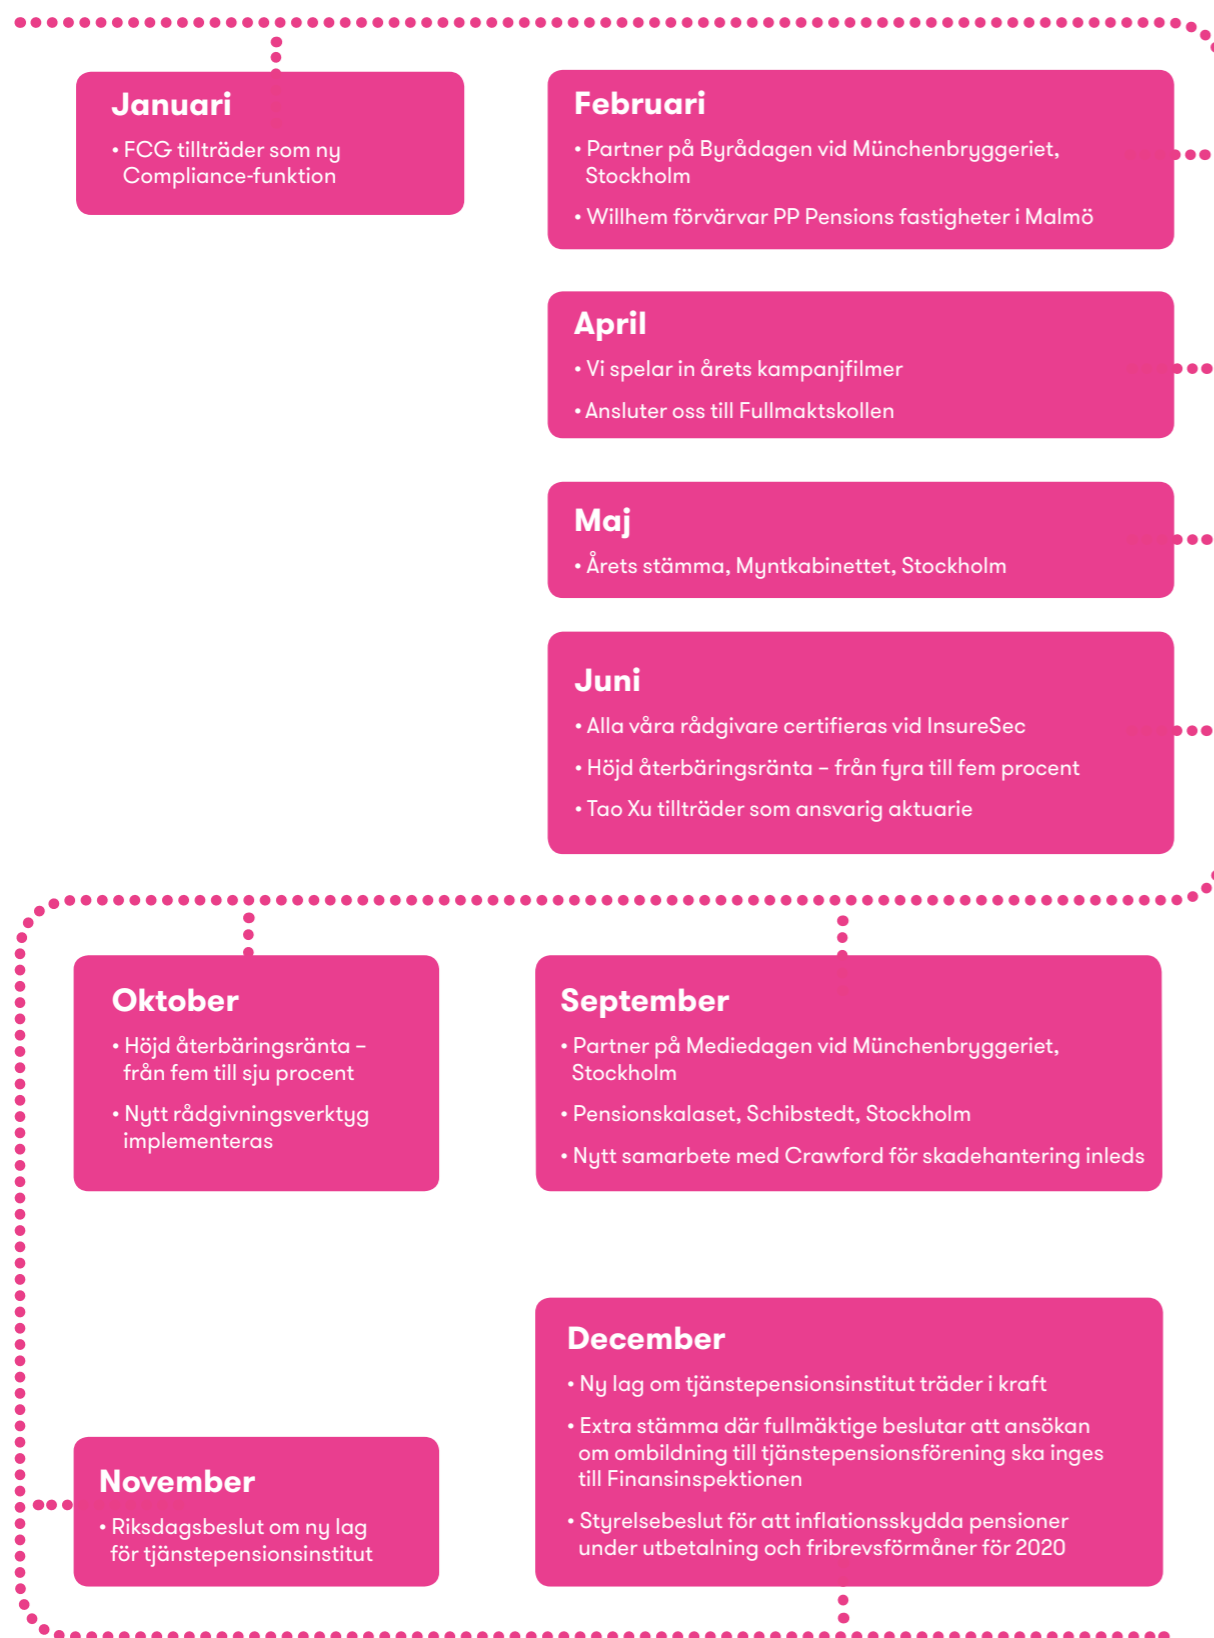 Januari
• FCG tillträder som ny
Compliance-funktion
Februari
• Partner på Byrådagen vid Münchenbryggeriet,
Stockholm
• Willhem förvärvar PP Pensions fastigheter i Malmö
April
• Vi spelar in årets kampanjfilmer
• Ansluter oss till Fullmaktskollen
Maj
• Årets stämma, Myntkabinettet, Stockholm
Juni
• Alla våra rådgivare certifieras vid InsureSec
• Höjd återbäringsränta – från fyra till fem procent
• Tao Xu tillträder som ansvarig aktuarie
September
• Partner på Mediedagen vid Münchenbryggeriet,
Stockholm
• Pensionskalaset, Schibstedt, Stockholm
• Nytt samarbete med Crawford för skadehantering inleds
Oktober
• Höjd återbäringsränta –
från fem till sju procent
• Nytt rådgivningsverktyg
implementeras
November
• Riksdagsbeslut om ny lag
för tjänstepensionsinstitut
December
• Ny lag om tjänstepensionsinstitut träder i kraft
• Extra stämma där fullmäktige beslutar att ansökan
om ombildning till tjänstepensionsförening ska inges
till Finansinspektionen
• Styrelsebeslut för att inflationsskydda pensioner
under utbetalning och fribrevsförmåner för 2020